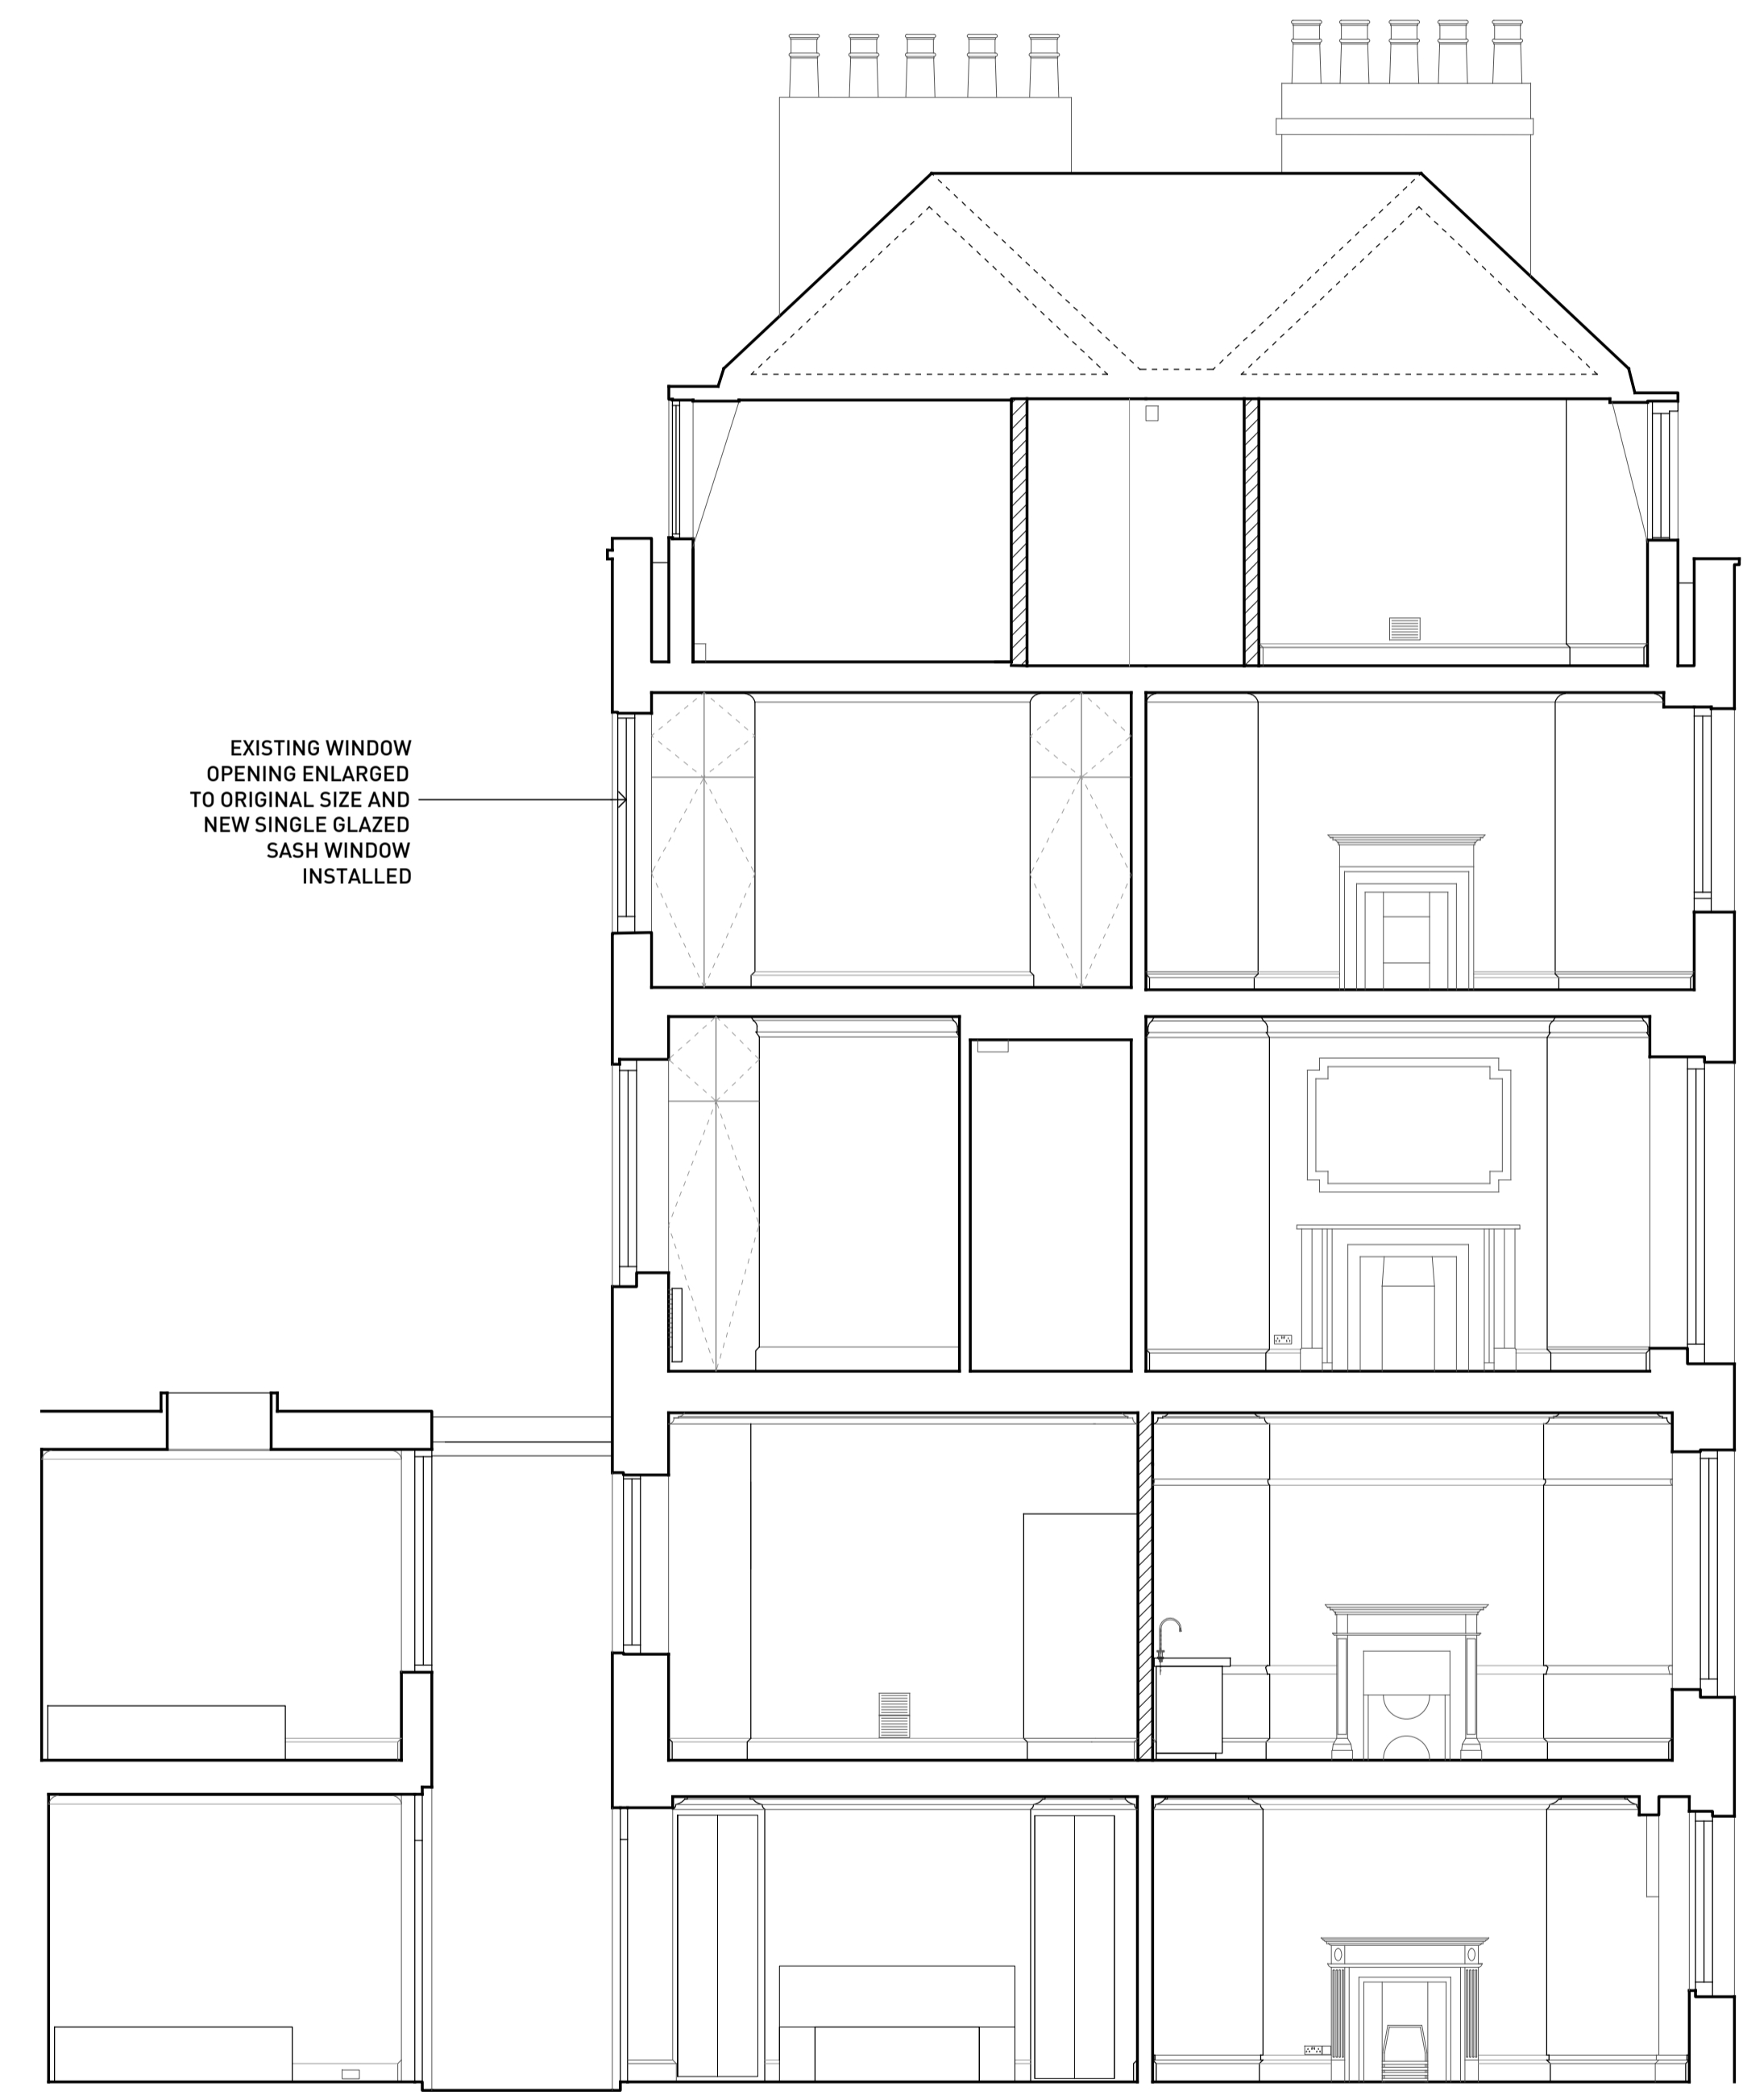 EXISTING WINDOW
OPENING ENLARGED
TO ORIGINAL SIZE AND
NEW SINGLE GLAZED
SASH WINDOW
INSTALLED